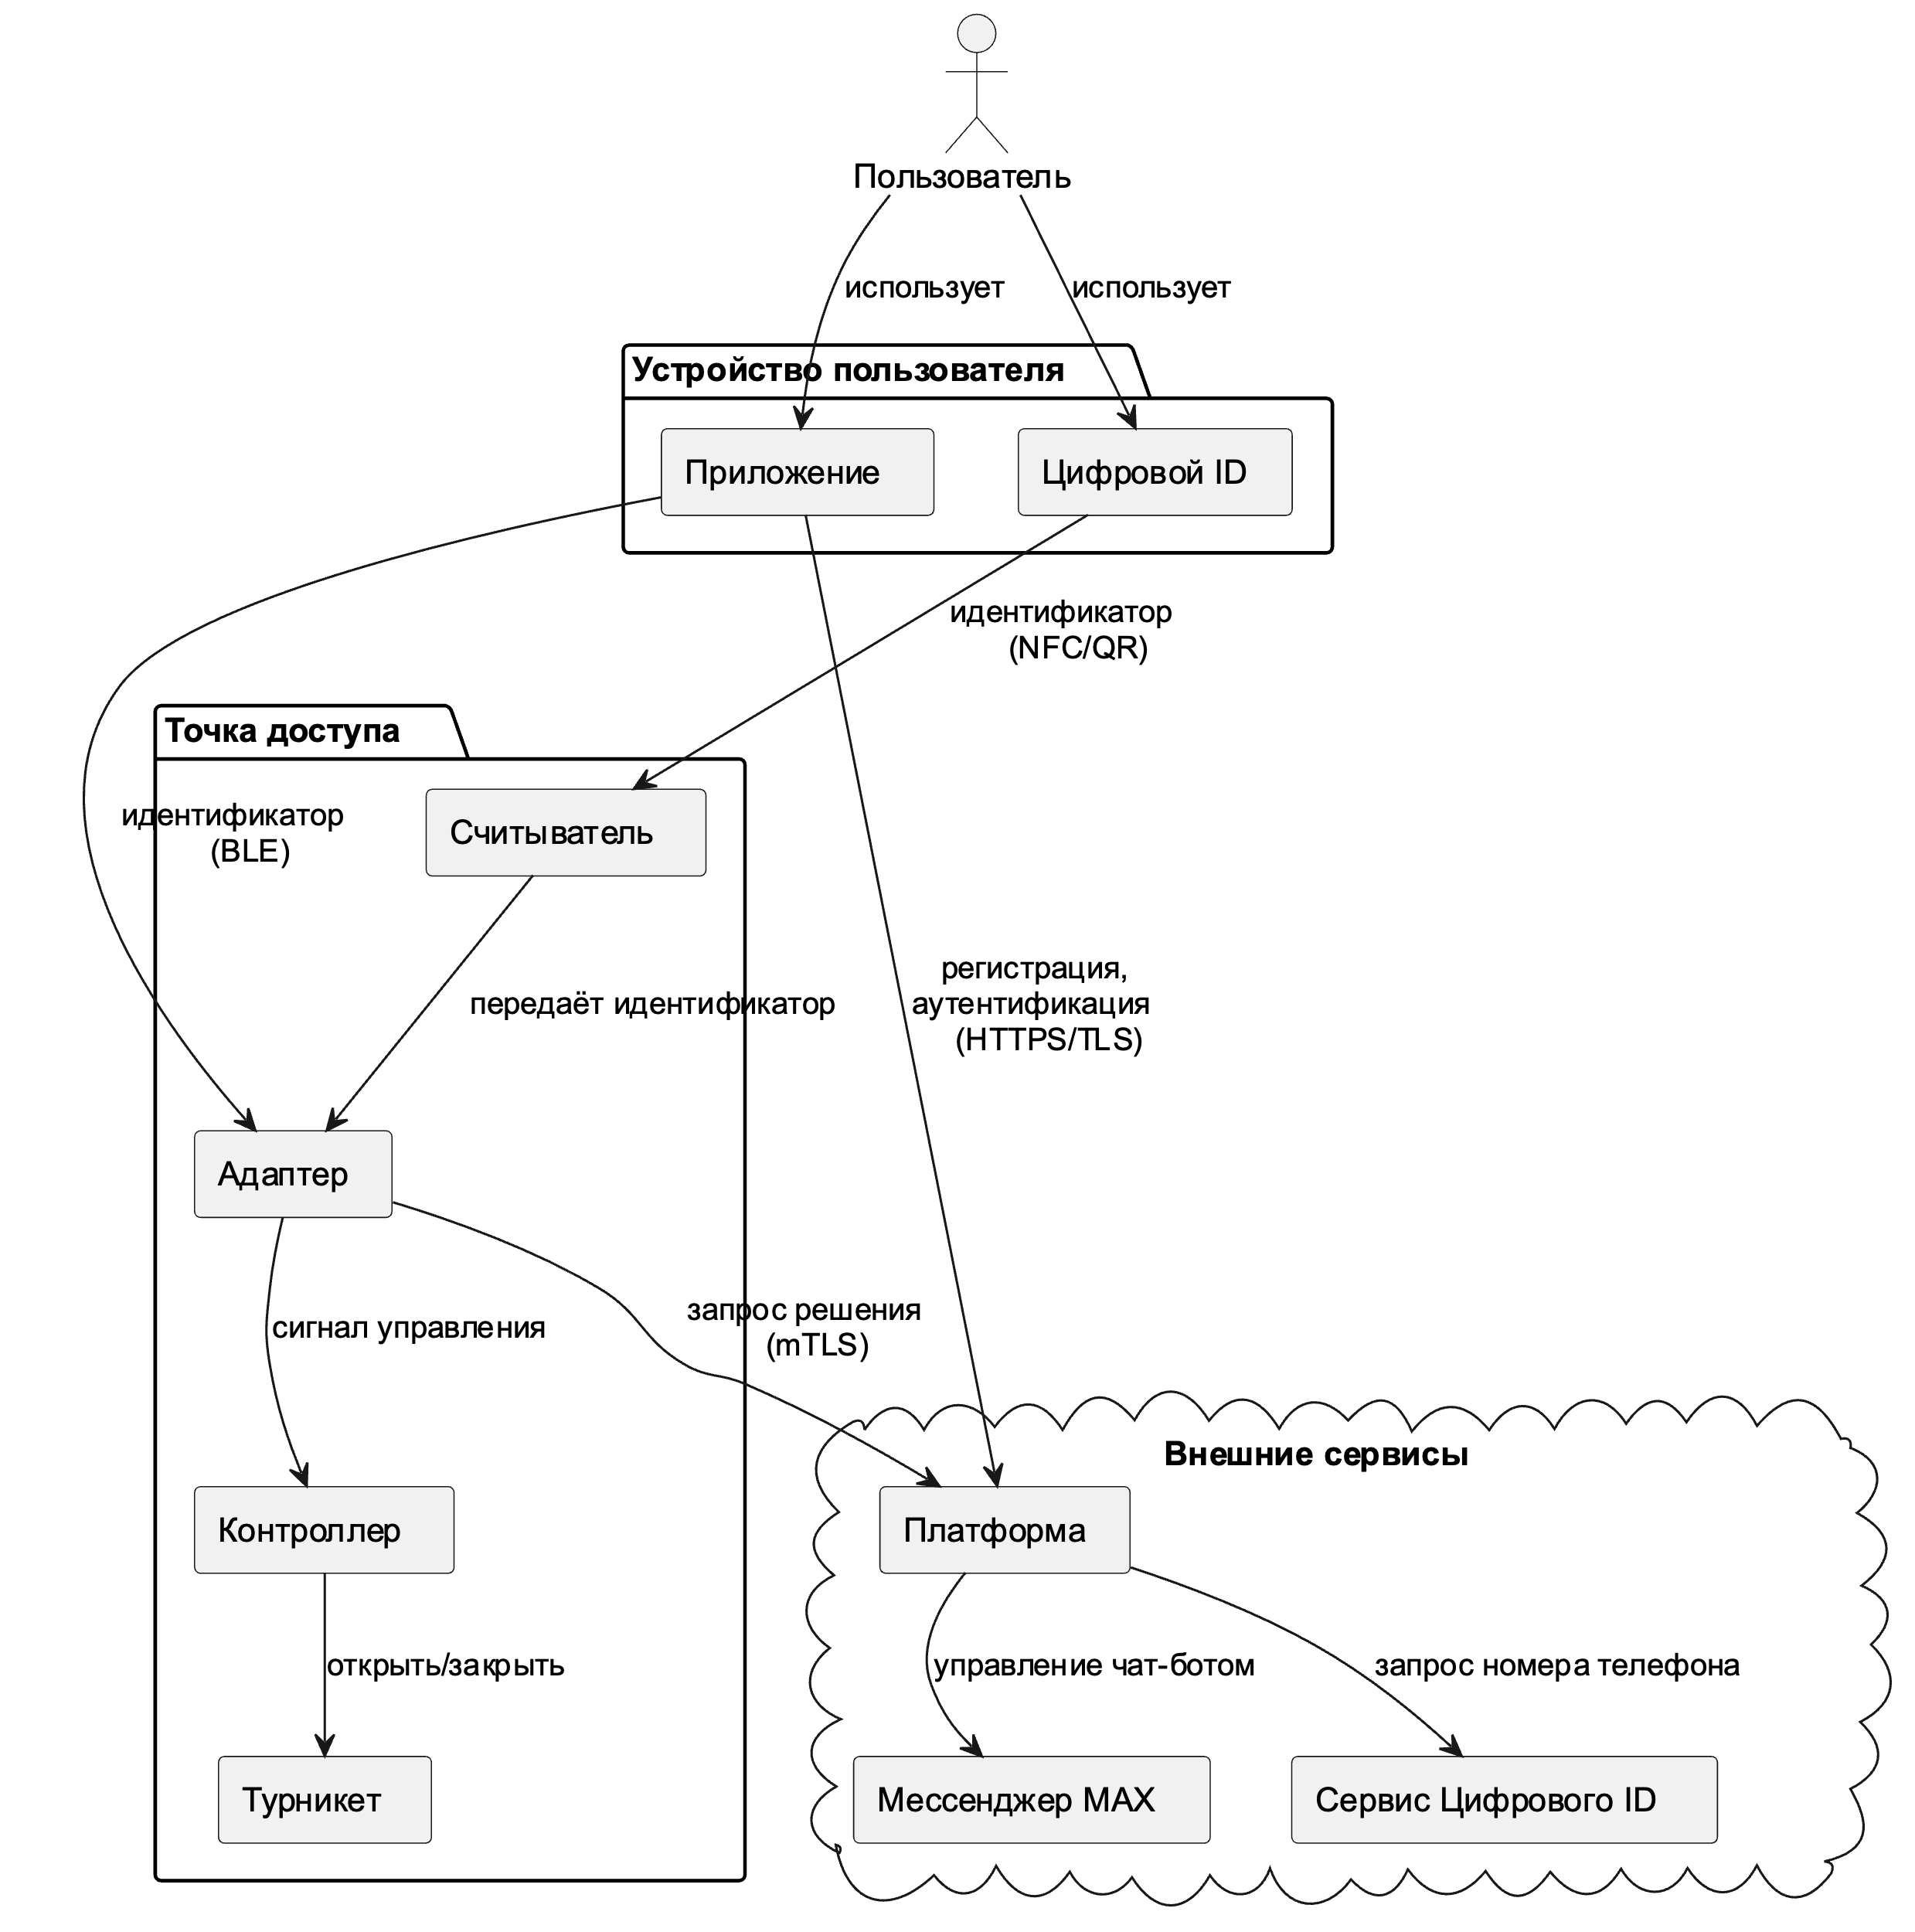 Пользователь
использует
использует
Устройство пользователя
Приложение
Цифровой ID
идентификатор
(NFC/QR)
Точка доступа
идентификатор
(BLE)
Считыватель
передаёт идентификатор
регистрация,
аутентификация
(HTTPS/TLS)
Адаптер
сигнал управления
запрос решения
(mTLS)
Внешние сервисы
Контроллер
Платформа
открыть/закрыть
управление чат-ботом
запрос номера телефона
Турникет
Мессенджер MAX
Сервис Цифрового ID